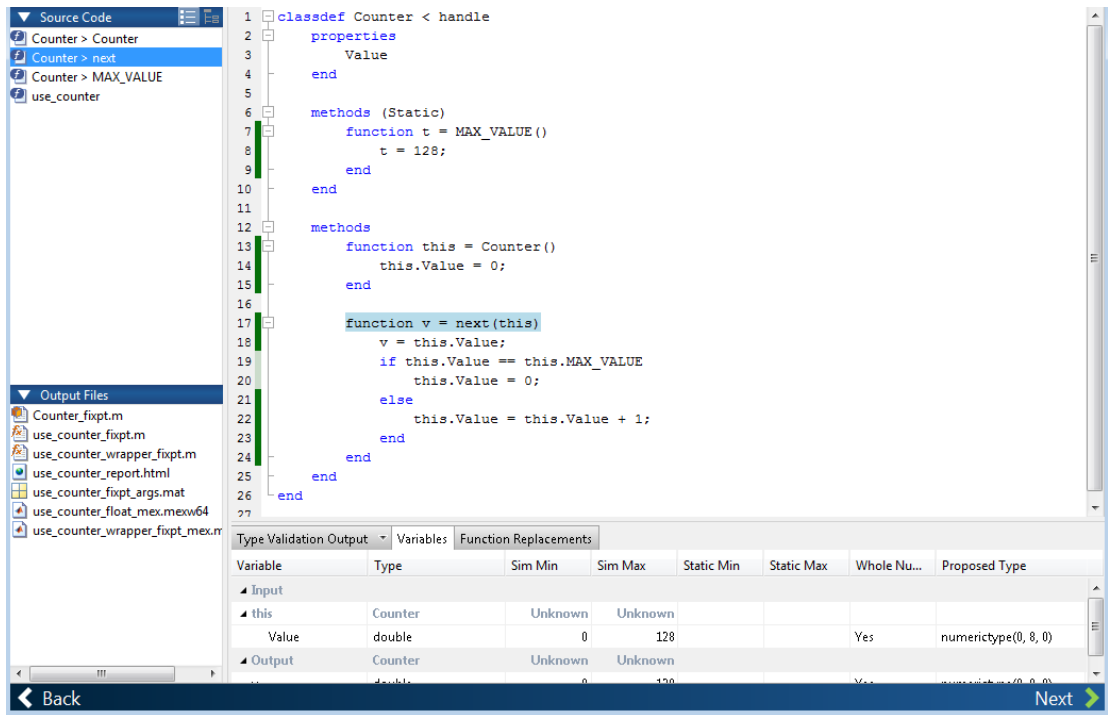 Source Code
Counter > Counter
Counter > next
Counter > MAX_VALUE
use_counter
Output Files
Counter_fixpt.m
use_counter_fixpt.m
use_counter_wrapper_fixpt.m
use_counter_report.html
use_counter_fixpt_args.mat
use_counter_float_mex.mexw64
use_counter_wrapper_fixpt_mex.m
1 classdef Counter < handle
2 properties
3 Value
4 end
5
6 methods (Static)
7 function t = MAX_VALUE()
8 t = 128;
9 end
10 end
11
12 methods
13 function this = Counter()
14 this.Value = 0;
15 end
16
17 function v = next(this)
18 v = this.Value;
19 if this.Value == this.MAX_VALUE
20 this.Value = 0;
21 else
22 this.Value = this.Value + 1;
23 end
24 end
25 end
26 end
27
Type Validation Output Variables Function Replacements
Variable Type Sim Min Sim Max Static Min Static Max Whole Nu... Proposed Type
Input
this Counter Unknown Unknown
Value double 0 128 Yes numerictype(0, 8, 0)
Output Counter Unknown Unknown
Back Next